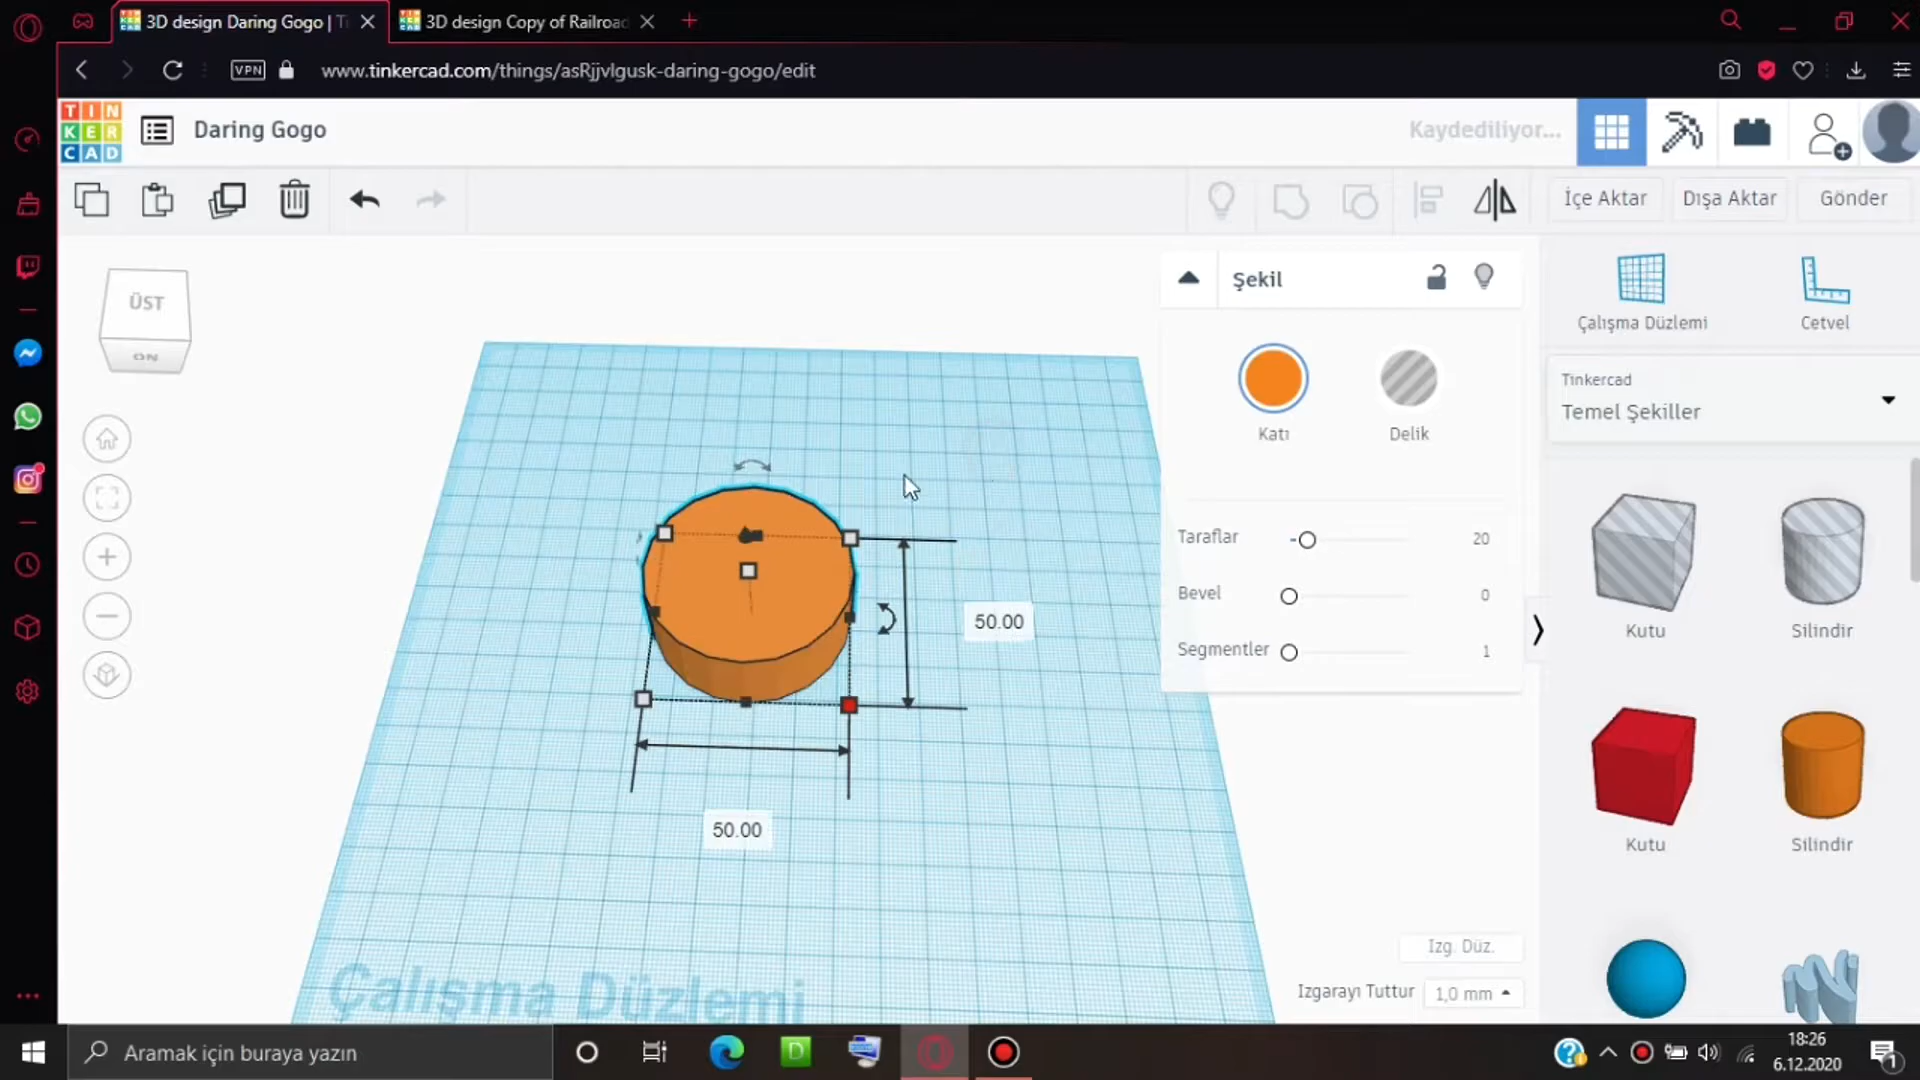 3D design Daring Gogo | T
3D design Copy of Railroa
VPN
www.tinkercad.com/things/asRjjvlgusk-daring-gogo/edit
TIN
KER
CAD
Daring Gogo
Kaydediliyor...
İçe Aktar
Dışa Aktar
Gönder
ÜST
ÖN
Şekil
Çalışma Düzlemi
Cetvel
Katı
Delik
Tinkercad
Temel Şekiller
Taraflar
20
Bevel
0
Segmentler
1
50.00
50.00
Kutu
Silindir
Kutu
Silindir
Çalışma Düzlemi
Izg. Düz.
Izgarayı Tuttur
1,0 mm
Aramak için buraya yazın
D
18:26
6.12.2020
1